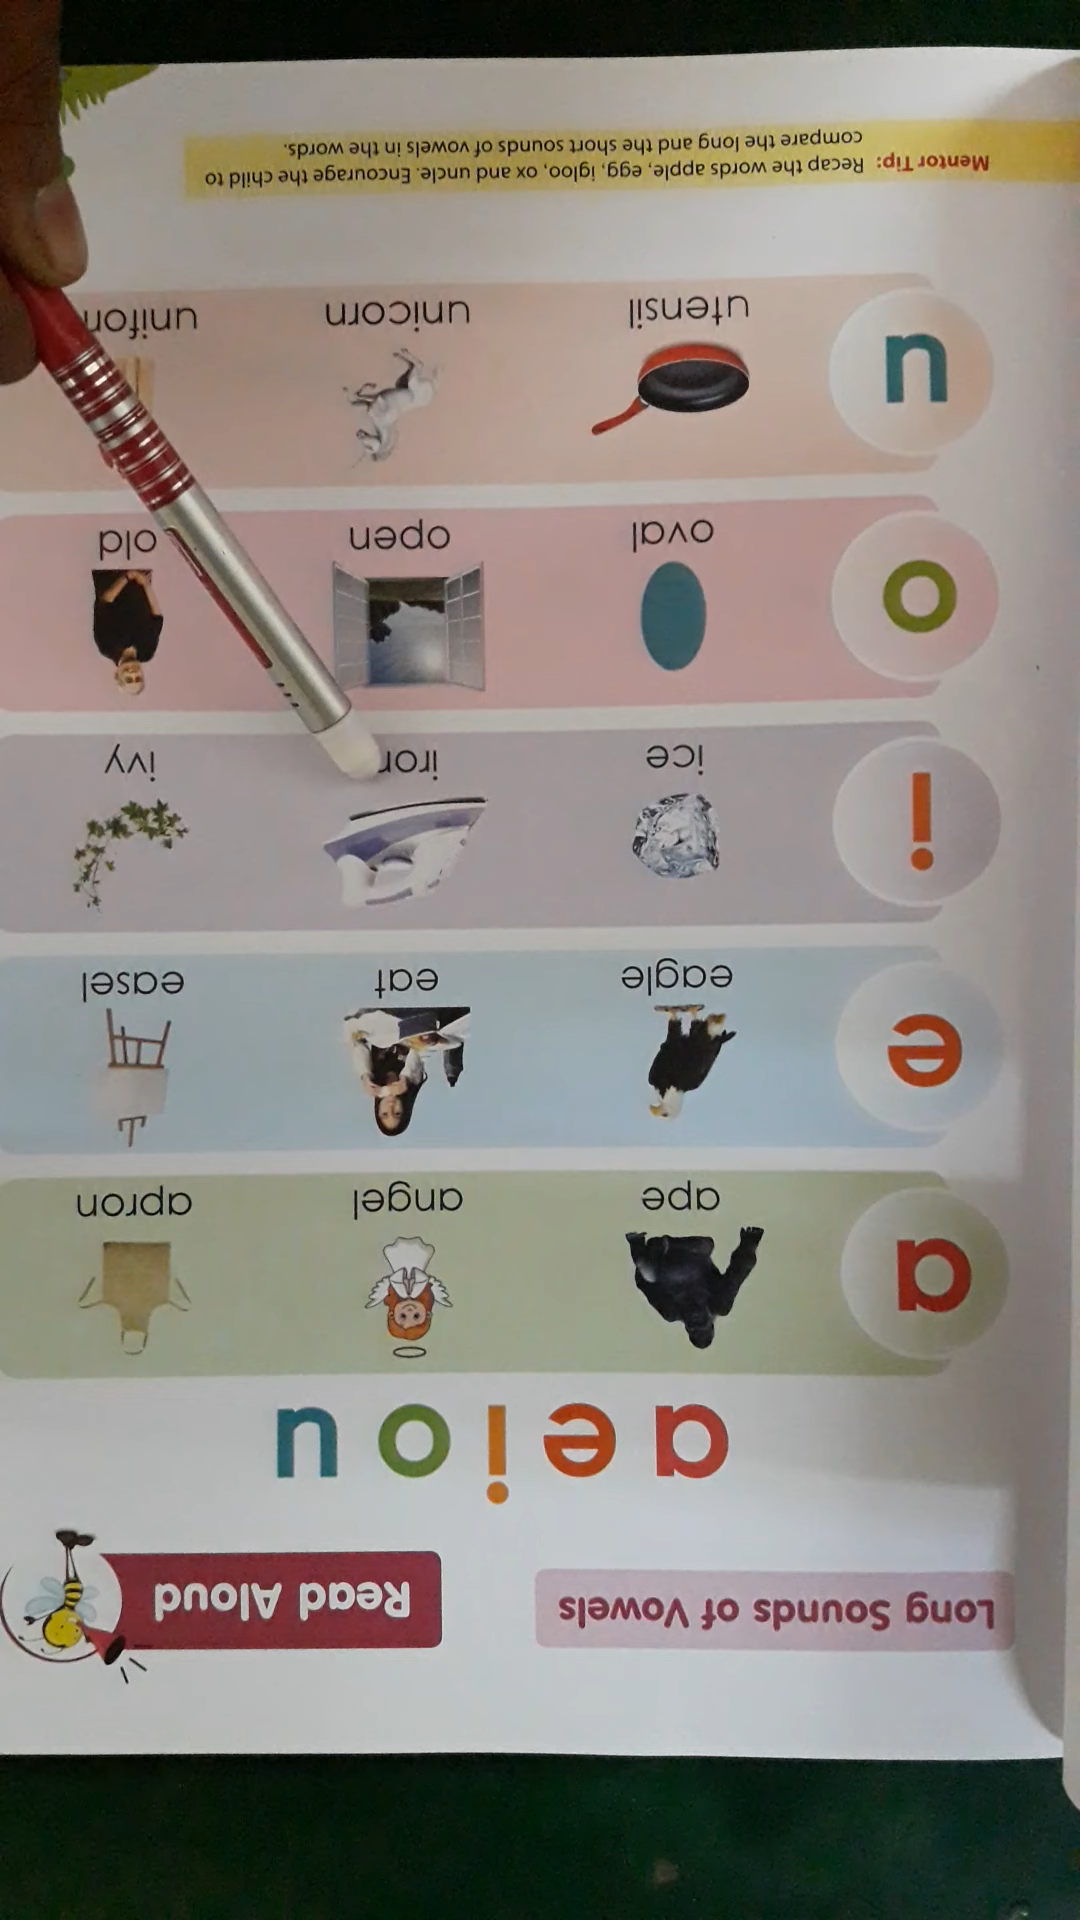 Long Sounds of Vowels
Read Aloud
a e i o u
a
ape angel apron
e
eagle eat easel
i
ice iron ivy
o
oval open old
u
utensil unicorn
Mentor Tip: Recap the words apple, egg, igloo, ox and uncle. Encourage the child to
compare the long and the short sounds of vowels in the words.